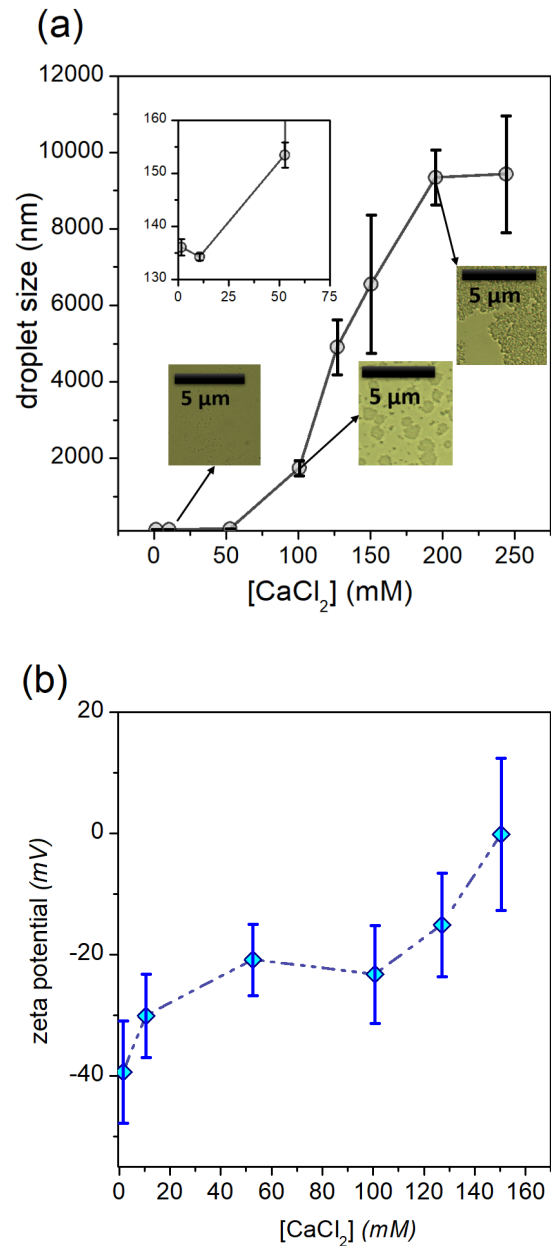 (a)
12000
10000
8000
6000
4000
2000
droplet size (nm)
160
150
140
130
0 25 50 75
5 µm
5 µm
5 µm
0 50 100 150 200 250
[CaCl₂] (mM)
(b)
20
0
-20
-40
zeta potential (mV)
0 20 40 60 80 100 120 140 160
[CaCl₂] (mM)